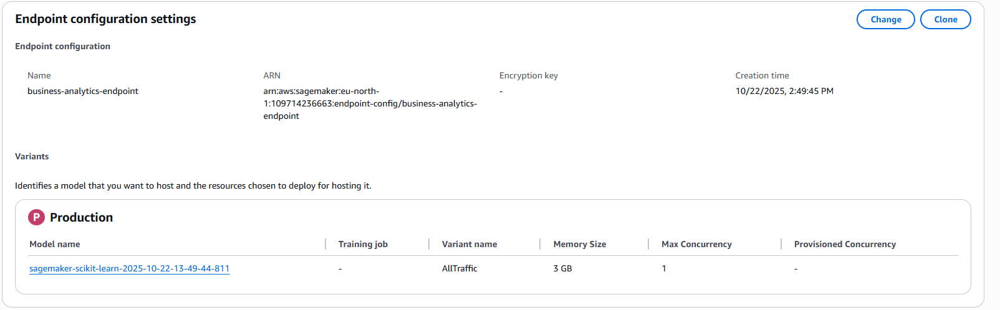 Endpoint configuration settings
Change
Clone
Endpoint configuration
Name
ARN
Encryption key
Creation time
business-analytics-endpoint
arn:aws:sagemaker:eu-north-
1:109714236663:endpoint-config/business-analytics-
endpoint
-
10/22/2025, 2:49:45 PM
Variants
Identifies a model that you want to host and the resources chosen to deploy for hosting it.
P Production
Model name
Training job
Variant name
Memory Size
Max Concurrency
Provisioned Concurrency
sagemaker-scikit-learn-2025-10-22-13-49-44-811
-
AllTraffic
3 GB
1
-